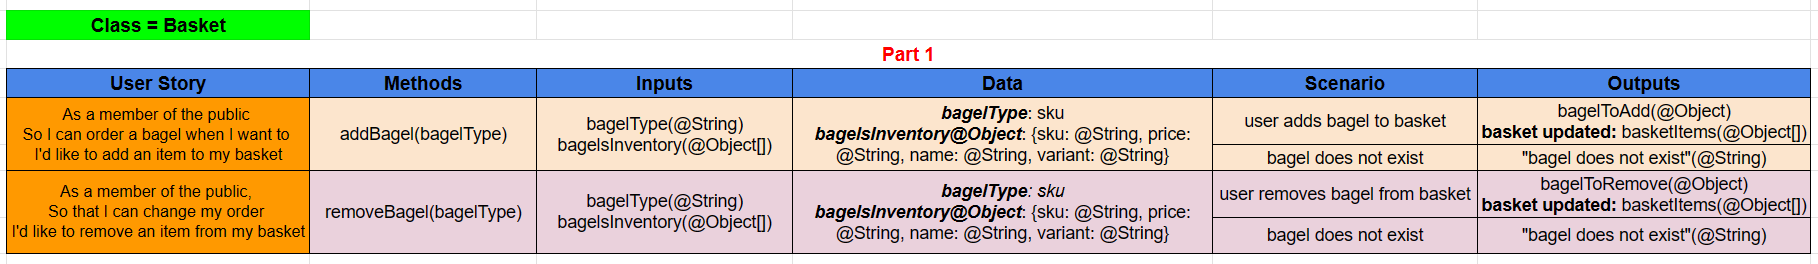 Class = Basket
Part 1
User Story
Methods
Inputs
Data
Scenario
Outputs
As a member of the public
So I can order a bagel when I want to
I'd like to add an item to my basket
addBagel(bagelType)
bagelType(@String)
bagelsInventory(@Object[])
bagelType: sku
bagelsInventory@Object: {sku: @String, price:
@String, name: @String, variant: @String}
user adds bagel to basket
bagelToAdd(@Object)
basket updated: basketItems(@Object[])
bagel does not exist
"bagel does not exist"(@String)
As a member of the public,
So that I can change my order
I'd like to remove an item from my basket
removeBagel(bagelType)
bagelType(@String)
bagelsInventory(@Object[])
bagelType: sku
bagelsInventory@Object: {sku: @String, price:
@String, name: @String, variant: @String}
user removes bagel from basket
bagelToRemove(@Object)
basket updated: basketItems(@Object[])
bagel does not exist
"bagel does not exist"(@String)